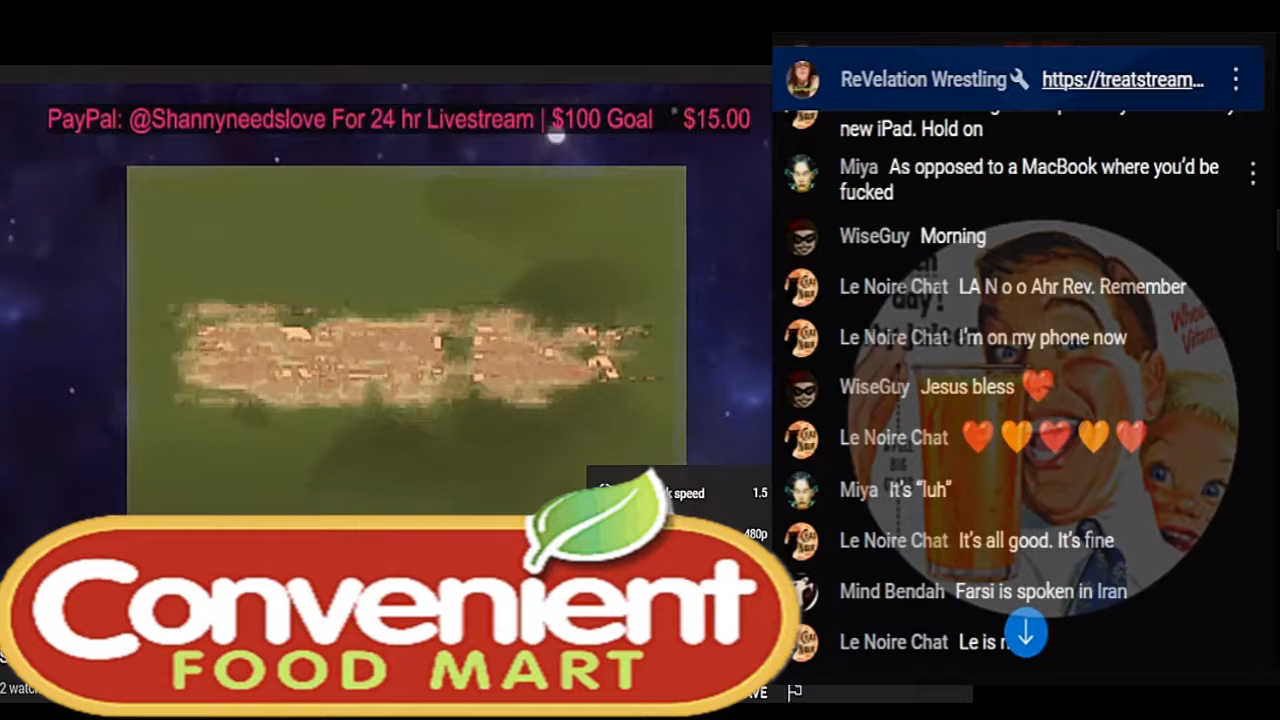 PayPal: @Shannyneedslove For 24 hr Livestream | $100 Goal $15.00
ReVelation Wrestling https://treatstream...
new iPad. Hold on
Miya As opposed to a MacBook where you'd be
fucked
WiseGuy Morning
Le Noire Chat LA N o o Ahr Rev. Remember
Le Noire Chat I'm on my phone now
WiseGuy Jesus bless ❤️
Le Noire Chat ❤️🧡❤️🧡❤️
Miya It's “luh”
Le Noire Chat It's all good. It's fine
Mind Bendah Farsi is spoken in Iran
Le Noire Chat Le is
speed 1.5
480p
Convenient
FOOD MART
2